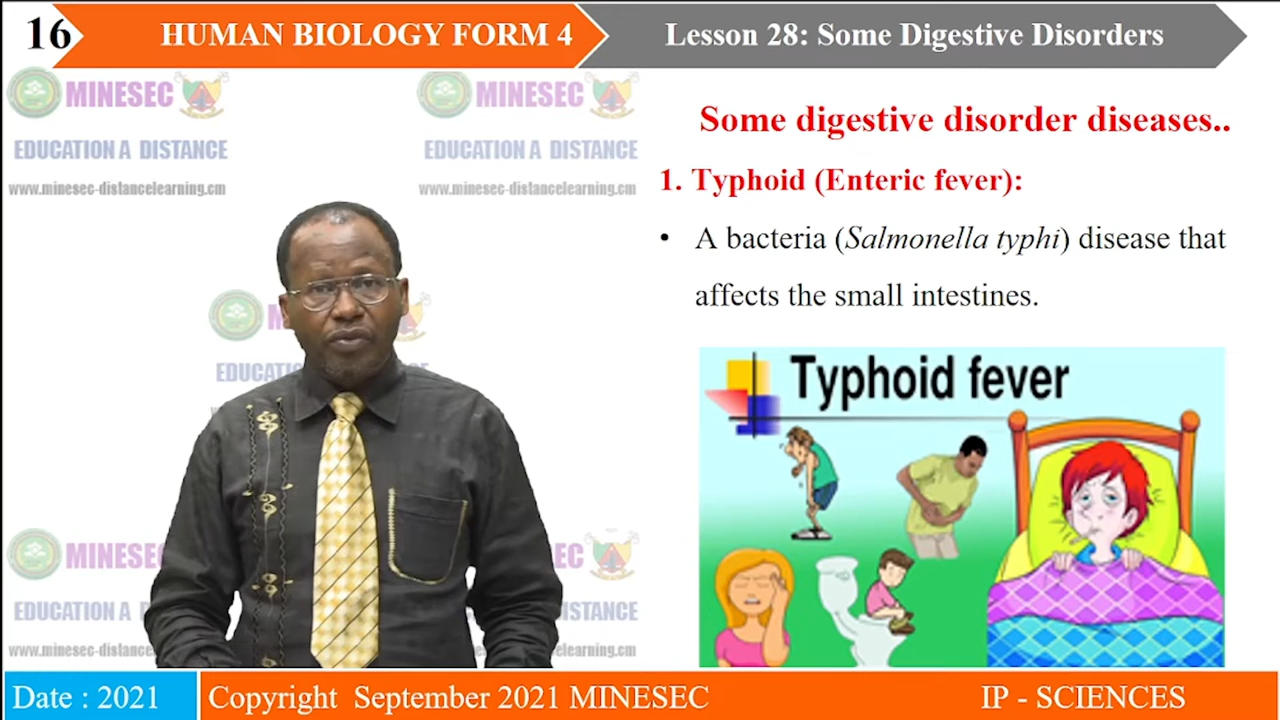 16
HUMAN BIOLOGY FORM 4
Lesson 28: Some Digestive Disorders
MINESEC
EDUCATION A DISTANCE
www.minesec-distancelearning.cm
MINESEC
EDUCATION A DISTANCE
www.minesec-distancelearning.cm
Some digestive disorder diseases..
1. Typhoid (Enteric fever):
• A bacteria (Salmonella typhi) disease that
affects the small intestines.
Typhoid fever
MINESEC
EDUCATION A D
ISTANCE
www.minesec-distance
ing.cm
Date : 2021
Copyright September 2021 MINESEC
IP - SCIENCES